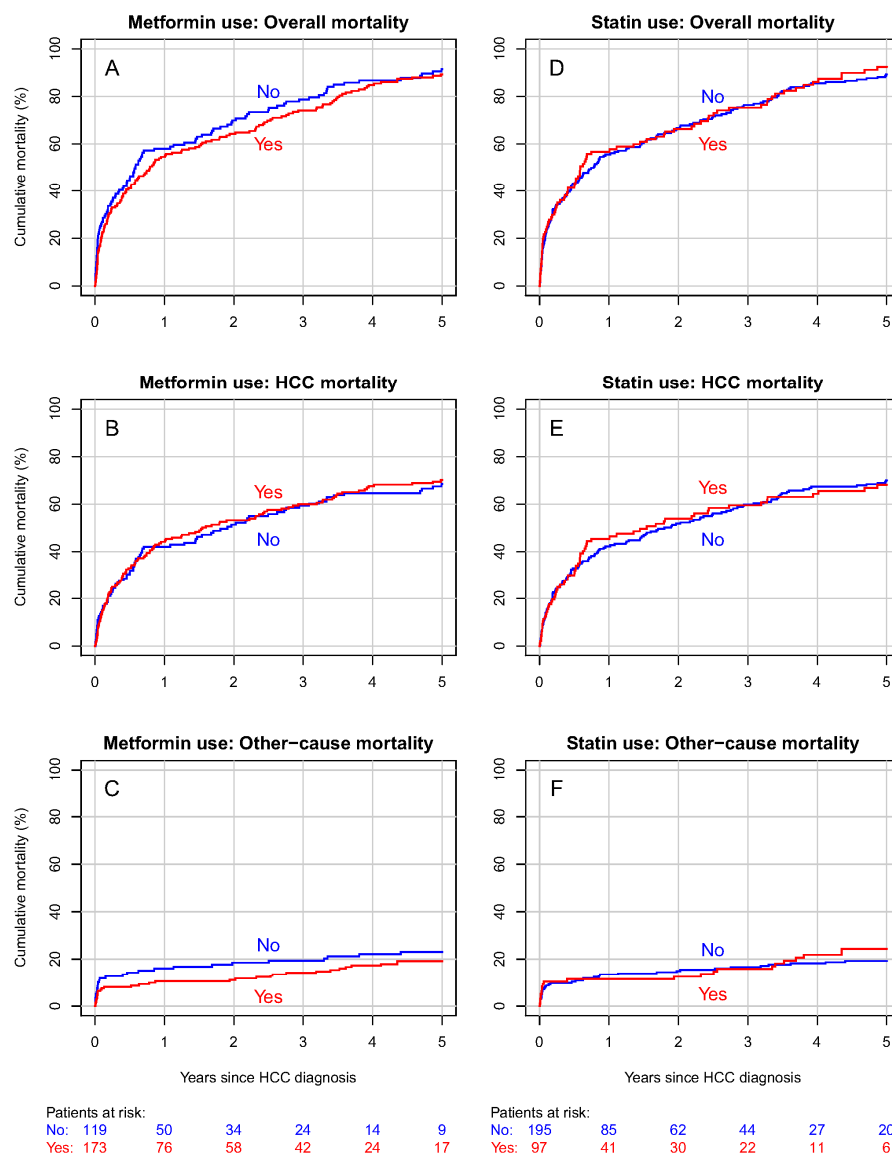 Metformin use: Overall mortality
A
No
Yes
Cumulative mortality (%)
0 20 40 60 80 100
0 1 2 3 4 5
Statin use: Overall mortality
D
No
Yes
0 20 40 60 80 100
0 1 2 3 4 5
Metformin use: HCC mortality
B
Yes
No
Cumulative mortality (%)
0 20 40 60 80 100
0 1 2 3 4 5
Statin use: HCC mortality
E
Yes
No
0 20 40 60 80 100
0 1 2 3 4 5
Metformin use: Other−cause mortality
C
No
Yes
Cumulative mortality (%)
0 20 40 60 80 100
0 1 2 3 4 5
Years since HCC diagnosis
Statin use: Other−cause mortality
F
No
Yes
0 20 40 60 80 100
0 1 2 3 4 5
Years since HCC diagnosis
Patients at risk:
No: 119 50 34 24 14 9
Yes: 173 76 58 42 24 17
Patients at risk:
No: 195 85 62 44 27 20
Yes: 97 41 30 22 11 6